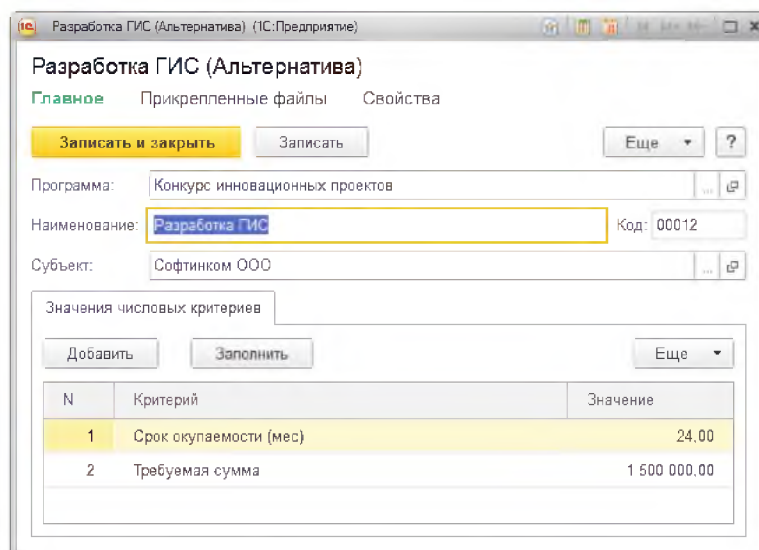 Разработка ГИС (Альтернатива) (1С:Предприятие)
Разработка ГИС (Альтернатива)
Главное Прикрепленные файлы Свойства
Записать и закрыть Записать Еще ?
Программа: Конкурс инновационных проектов ...
Наименование: Разработка ГИС Код: 00012
Субъект: Софтинком ООО ...
Значения числовых критериев
Добавить Заполнить Еще
N Критерий Значение
1 Срок окупаемости (мес) 24,00
2 Требуемая сумма 1 500 000,00